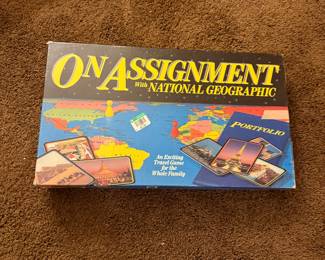 ON ASSIGNMENT
With NATIONAL GEOGRAPHIC
PORTFOLIO
An Exciting
Travel Game
for the
Whole Family